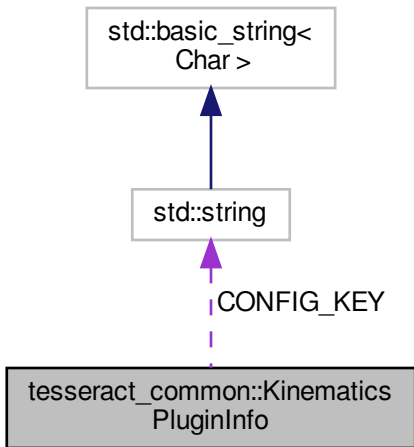 std::basic_string<
Char >
std::string
CONFIG_KEY
tesseract_common::Kinematics
PluginInfo